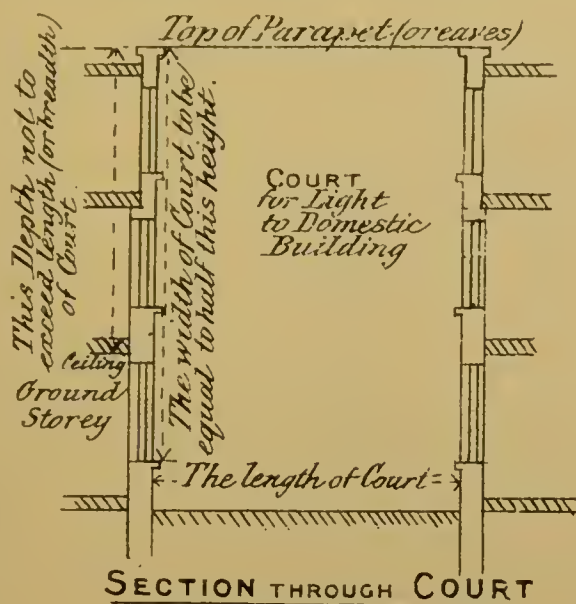 Top of Parapet (or eaves)
This Depth not to
exceed length (or breadth)
of Court
The width of Court to be
equal to half this height.
COURT
for Light
to Domestic
Building
Ceiling
Ground
Storey
The length of Court =
SECTION THROUGH COURT